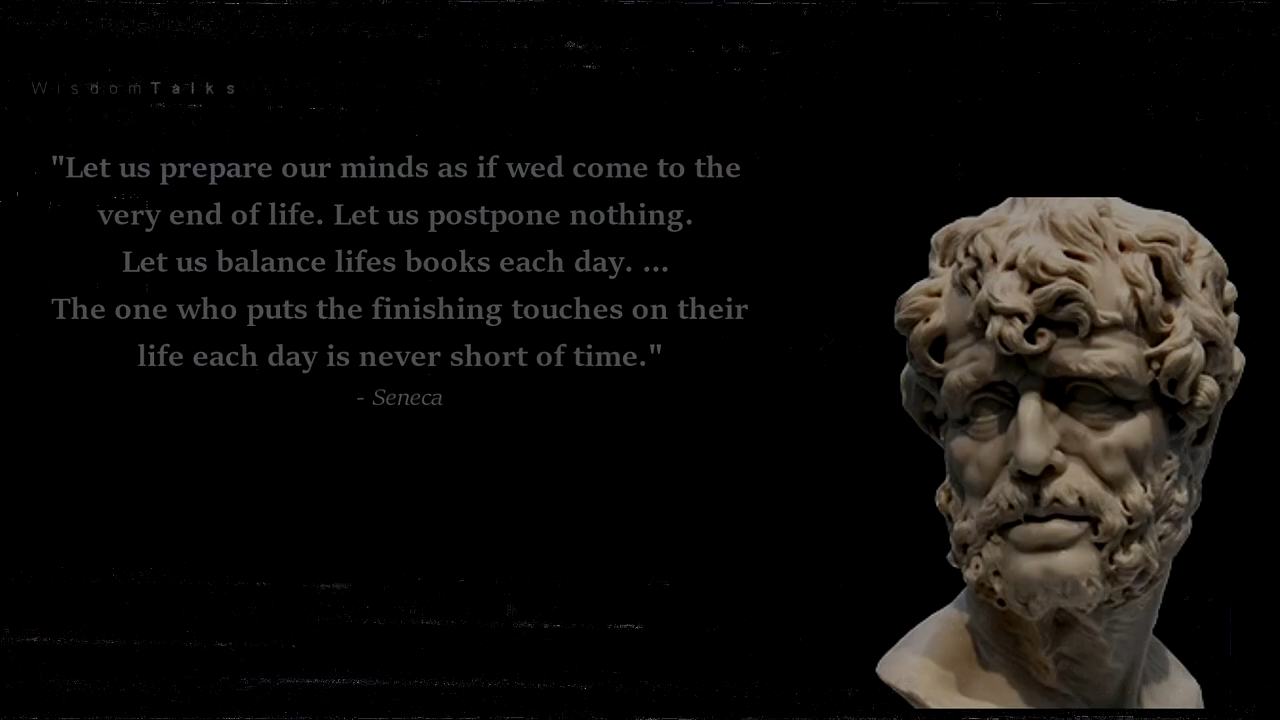 WisdomTalks
"Let us prepare our minds as if wed come to the
very end of life. Let us postpone nothing.
Let us balance lifes books each day. ...
The one who puts the finishing touches on their
life each day is never short of time."
- Seneca